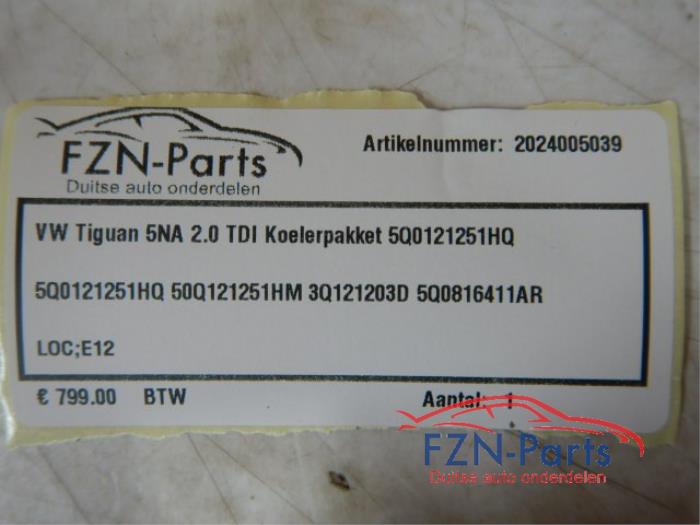 FZN-Parts
Duitse auto onderdelen
Artikelnummer: 2024005039
VW Tiguan 5NA 2.0 TDI Koelerpakket 5Q0121251HQ
5Q0121251HQ 50Q121251HM 3Q121203D 5Q0816411AR
LOC;E12
€ 799.00 BTW Aantal: 1
FZN-Parts
Duitse auto onderdelen